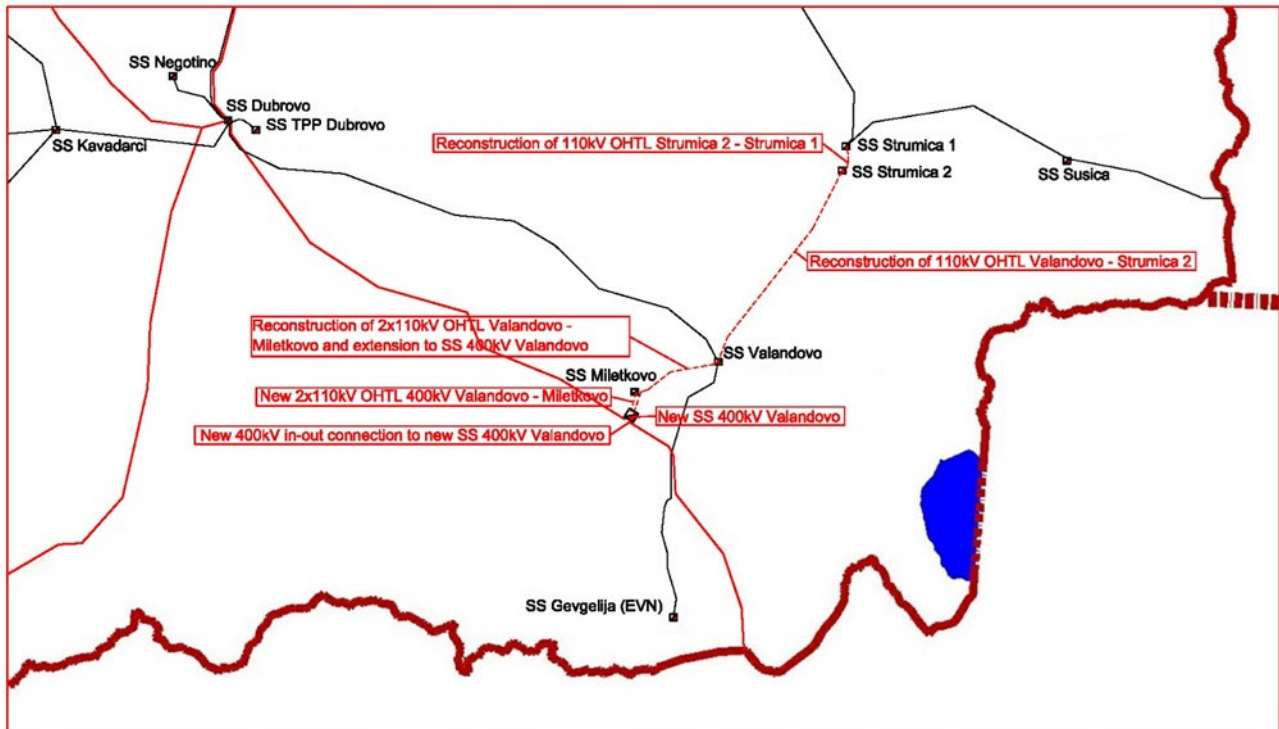 SS Negotino
SS Dubrovo
SS TPP Dubrovo
SS Kavadarci
Reconstruction of 110kV OHTL Strumica 2 - Strumica 1
SS Strumica 1
SS Strumica 2
SS Susica
Reconstruction of 110kV OHTL Valandovo - Strumica 2
Reconstruction of 2x110kV OHTL Valandovo -
Miletkovo and extension to SS 400kV Valandovo
SS Valandovo
SS Miletkovo
New 2x110kV OHTL 400kV Valandovo - Miletkovo
New SS 400kV Valandovo
New 400kV in-out connection to new SS 400kV Valandovo
SS Gevgelija (EVN)